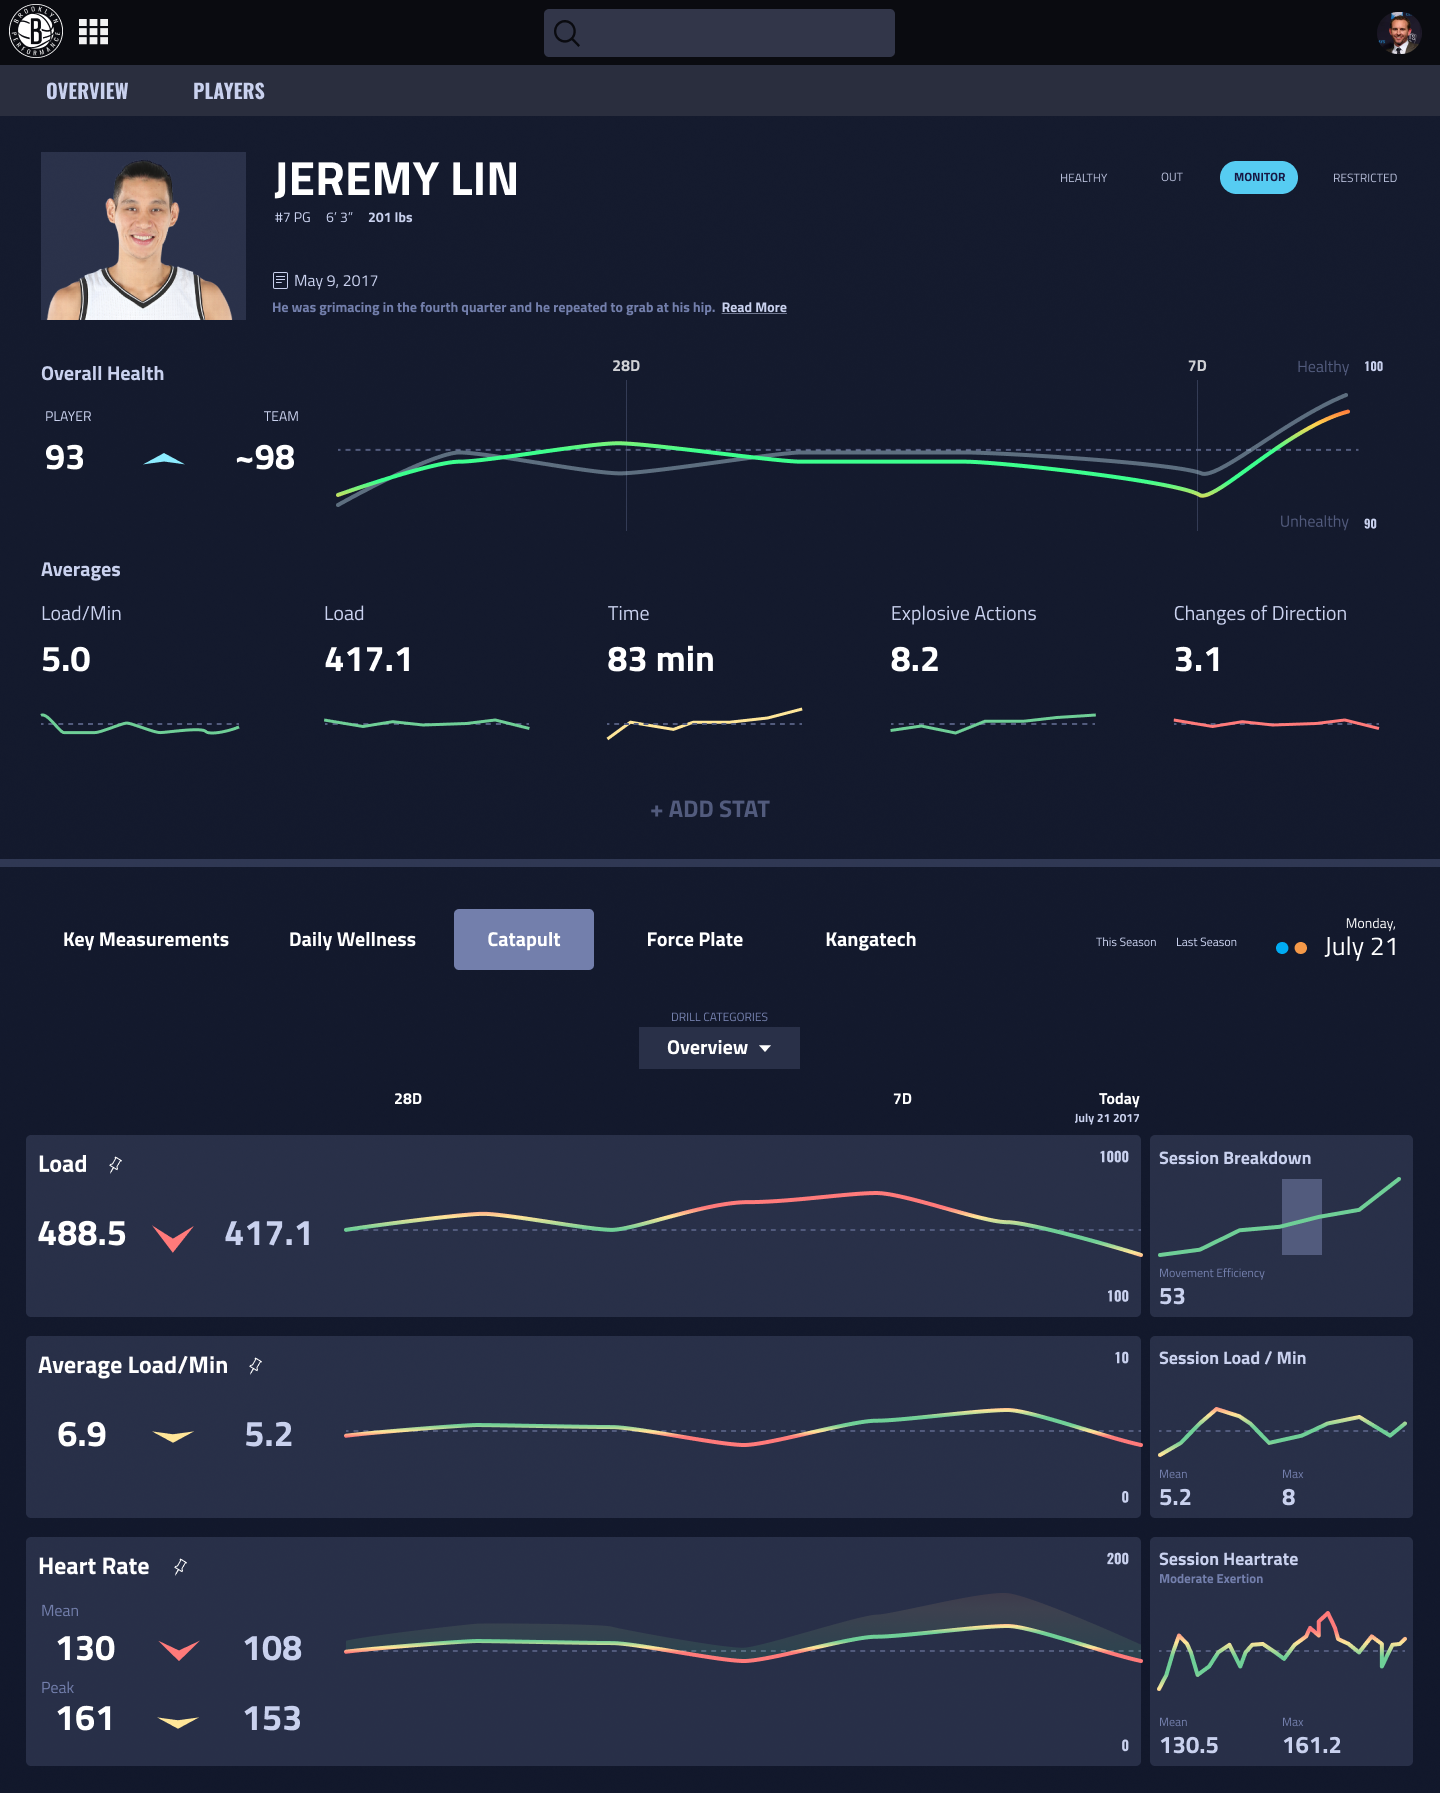 BROOKLYN
B
PERFORMANCE
OVERVIEW
PLAYERS
JEREMY LIN
#7 PG 6’ 3” 201 lbs
HEALTHY
OUT
MONITOR
RESTRICTED
May 9, 2017
He was grimacing in the fourth quarter and he repeated to grab at his hip. Read More
Overall Health
28D
7D
Healthy 100
PLAYER
TEAM
93
~98
Unhealthy 90
Averages
Load/Min
5.0
Load
417.1
Time
83 min
Explosive Actions
8.2
Changes of Direction
3.1
+ ADD STAT
Key Measurements
Daily Wellness
Catapult
Force Plate
Kangatech
This Season
Last Season
Monday,
July 21
DRILL CATEGORIES
Overview
28D
7D
Today
July 21 2017
Load
1000
488.5
417.1
100
Session Breakdown
Movement Efficiency
53
Average Load/Min
10
6.9
5.2
0
Session Load / Min
Mean
5.2
Max
8
Heart Rate
200
Mean
130
108
Peak
161
153
0
Session Heartrate
Moderate Exertion
Mean
130.5
Max
161.2